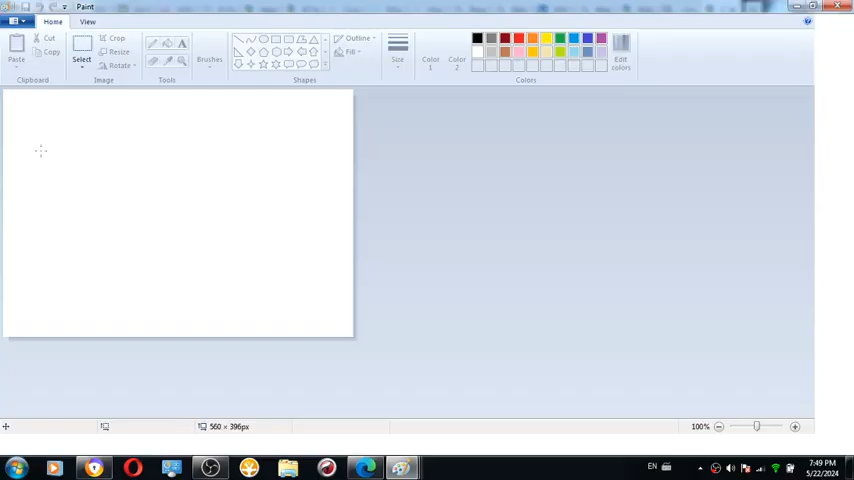 Paint
Home View
Paste
Cut
Copy
Clipboard
Select
Crop
Resize
Rotate
Image
A
Tools
Brushes
Outline
Fill
Shapes
Size
Color 1
Color 2
Edit colors
Colors
560 × 396px
100%
EN
7:49 PM
5/22/2024